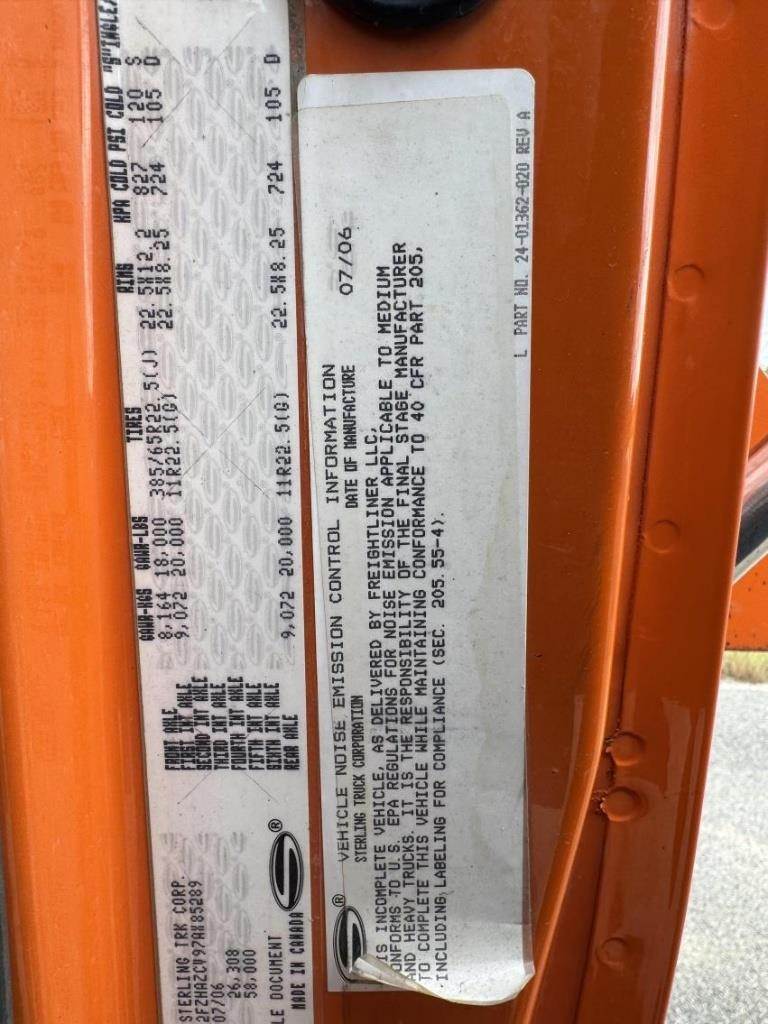 STERLING TRK CORP.
2FZHAZCV97AX85289
07/06
26,308
58,000
LE DOCUMENT
MADE IN CANADA
®
GAWR-KGS GAWR-LBS TIRES RIMS KPA COLD PSI COLD
FRONT AXLE 8,164 18,000 385/65R22.5(J) 22.5X12.2 827 120 S
FIRST INT AXLE 9,072 20,000 11R22.5(G) 22.5X8.25 724 105 D
SECOND INT AXLE
THIRD INT AXLE
FOURTH INT AXLE
FIFTH INT AXLE
SIXTH INT AXLE
REAR AXLE 9,072 20,000 11R22.5(G) 22.5X8.25 724 105 D
®
VEHICLE NOISE EMISSION CONTROL INFORMATION
STERLING TRUCK CORPORATION DATE OF MANUFACTURE 07/06
IS INCOMPLETE VEHICLE, AS DELIVERED BY FREIGHTLINER LLC,
ONFORMS TO U.S. EPA REGULATIONS FOR NOISE EMISSION APPLICABLE TO MEDIUM
AND HEAVY TRUCKS. IT IS THE RESPONSIBILITY OF THE FINAL STAGE MANUFACTURER
TO COMPLETE THIS VEHICLE WHILE MAINTAINING CONFORMANCE TO 40 CFR PART 205,
INCLUDING LABELING FOR COMPLIANCE (SEC. 205.55-4).
L PART NO. 24-01362-020 REV A